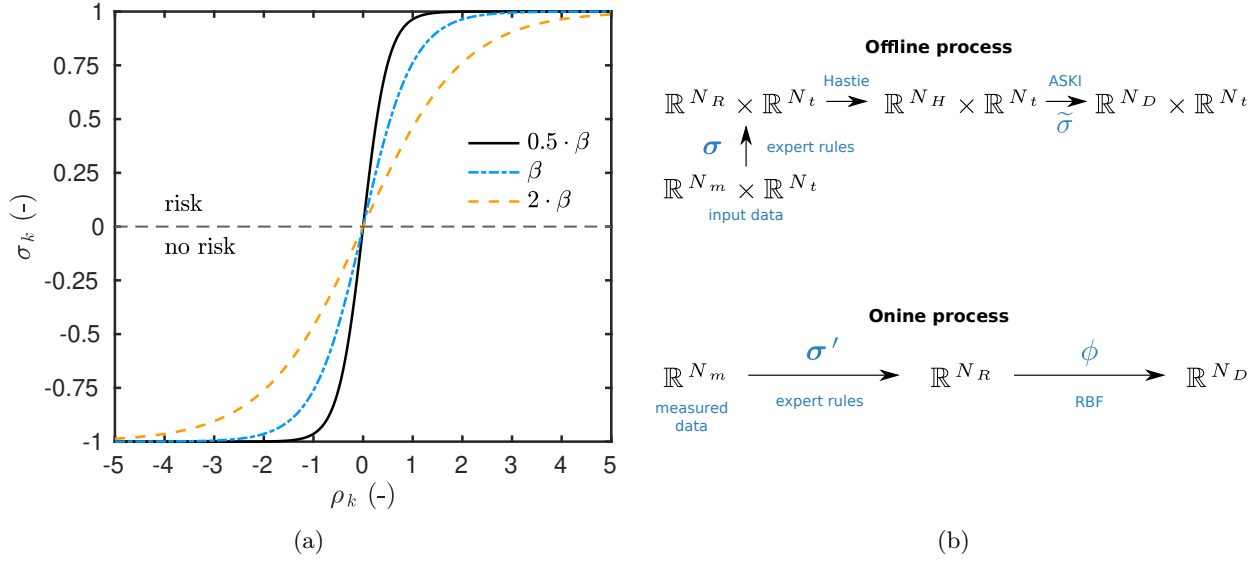 1
0.75
0.5
0.25
0
-0.25
-0.5
-0.75
-1
σₖ (-)
risk
no risk
0.5 · β
β
2 · β
-5 -4 -3 -2 -1 0 1 2 3 4 5
ρₖ (-)
(a)
Offline process
Hastie ASKI
ℝ^{N_R} × ℝ^{N_t} ℝ^{N_H} × ℝ^{N_t} ℝ^{N_D} × ℝ^{N_t}
σ̃
σ expert rules
ℝ^{N_m} × ℝ^{N_t}
input data
Onine process
σ′ ϕ
ℝ^{N_m} ℝ^{N_R} ℝ^{N_D}
measured
data
expert rules RBF
(b)